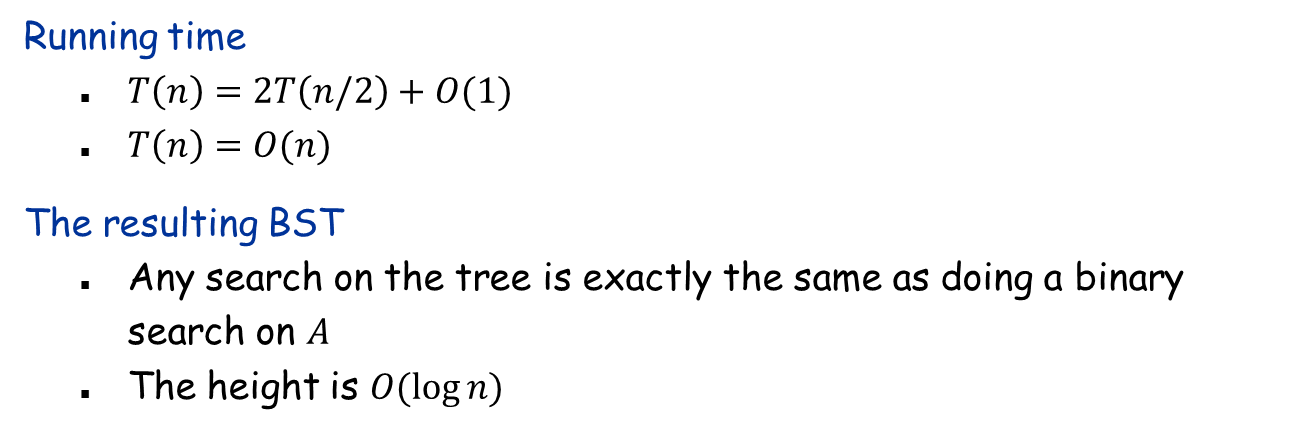 Running time
▪ T(n) = 2T(n/2) + O(1)
▪ T(n) = O(n)
The resulting BST
▪ Any search on the tree is exactly the same as doing a binary
search on A
▪ The height is O(log n)